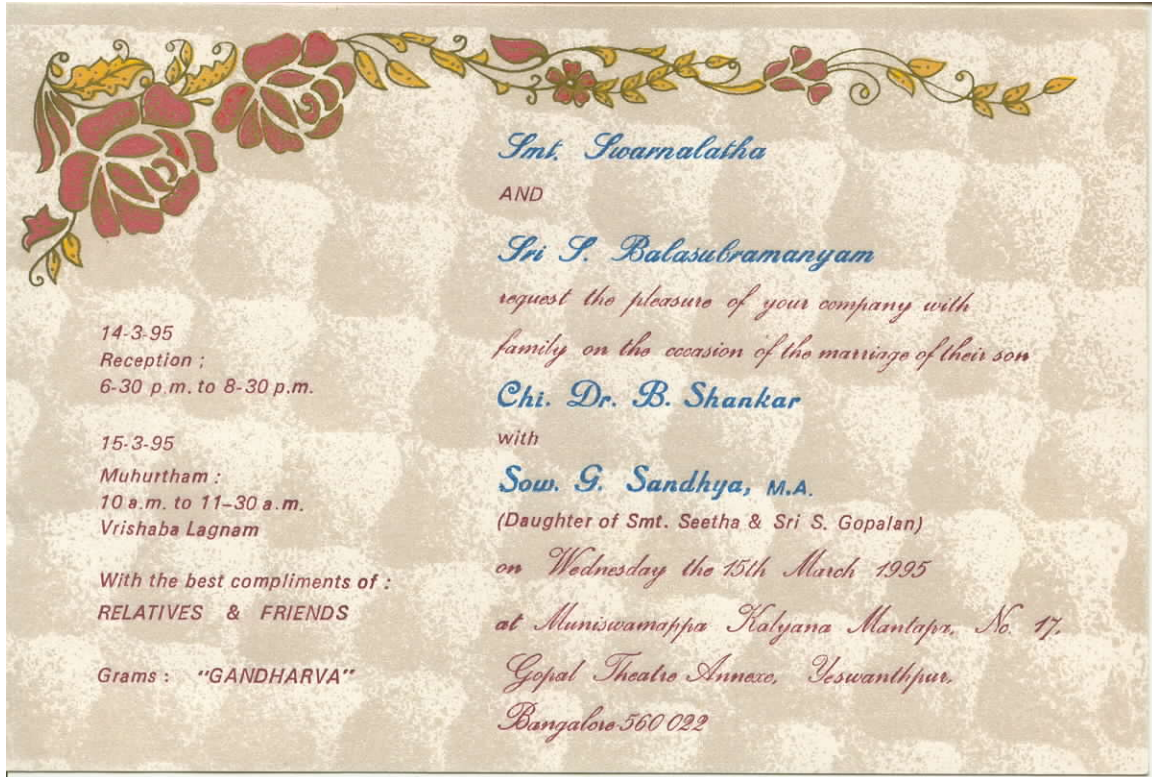 14-3-95
Reception ;
6-30 p.m. to 8-30 p.m.
15-3-95
Muhurtham :
10 a.m. to 11-30 a.m.
Vrishaba Lagnam
With the best compliments of :
RELATIVES & FRIENDS
Grams : "GANDHARVA"
Smt. Swarnalatha
AND
Sri S. Balasubramanyam
request the pleasure of your company with
family on the occasion of the marriage of their son
Chi. Dr. B. Shankar
with
Sow. G. Sandhya, M.A.
(Daughter of Smt. Seetha & Sri S. Gopalan)
on Wednesday the 15th March 1995
at Muniswamappa Kalyana Mantapa, No. 17,
Gopal Theatre Annexe, Yeswanthpur,
Bangalore-560 022